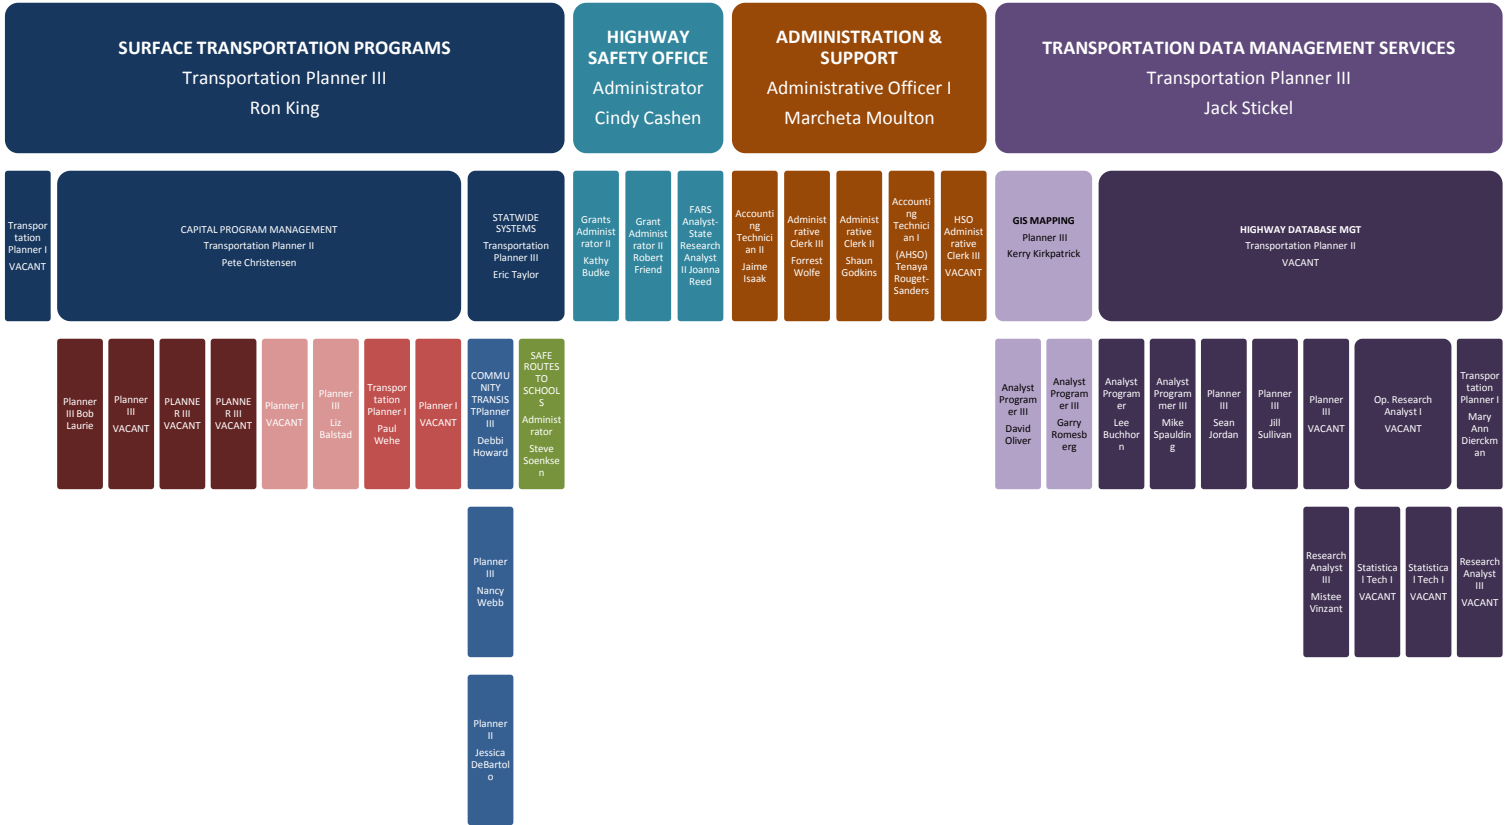 SURFACE TRANSPORTATION PROGRAMS
Transportation Planner III
Ron King
HIGHWAY
SAFETY OFFICE
Administrator
Cindy Cashen
ADMINISTRATION &
SUPPORT
Administrative Officer I
Marcheta Moulton
TRANSPORTATION DATA MANAGEMENT SERVICES
Transportation Planner III
Jack Stickel
Transpor
tation
Planner I
VACANT
CAPITAL PROGRAM MANAGEMENT
Transportation Planner II
Pete Christensen
STATWIDE
SYSTEMS
Transportation
Planner III
Eric Taylor
Grants
Administ
rator II
Kathy
Budke
Grant
Administ
rator II
Robert
Friend
FARS
Analyst-
State
Research
Analyst
II Joanna
Reed
Accounti
ng
Technici
an II
Jaime
Isaak
Administ
rative
Clerk III
Forrest
Wolfe
Administ
rative
Clerk II
Shaun
Godkins
Accounti
ng
Technici
an I
(AHSO)
Tenaya
Rouget-
Sanders
HSO
Administ
rative
Clerk III
VACANT
GIS MAPPING
Planner III
Kerry Kirkpatrick
HIGHWAY DATABASE MGT
Transportation Planner II
VACANT
Planner
III Bob
Laurie
Planner
III
VACANT
PLANNE
R III
VACANT
PLANNE
R III
VACANT
Planner I
VACANT
Planner
III
Liz
Balstad
Transpor
tation
Planner I
Paul
Wehe
Planner I
VACANT
COMMU
NITY
TRANSI
STPlanner
III
Debbi
Howard
SAFE
ROUTES
TO
SCHOOL
S
Administ
rator
Steve
Soenkse
n
Analyst
Program
er III
David
Oliver
Analyst
Program
er III
Garry
Romesb
erg
Analyst
Program
er
Lee
Buchhor
n
Analyst
Program
mer III
Mike
Spauldin
g
Planner
III
Sean
Jordan
Planner
III
Jill
Sullivan
Planner
III
VACANT
Op. Research
Analyst I
VACANT
Transpor
tation
Planner I
Mary
Ann
Dierckm
an
Planner
III
Nancy
Webb
Research
Analyst
III
Mistee
Vinzant
Statistica
l Tech I
VACANT
Statistica
l Tech I
VACANT
Research
Analyst
III
VACANT
Planner
II
Jessica
DeBartol
o